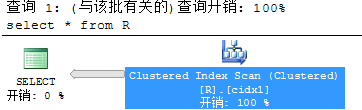 查询 1: (与该批有关的)查询开销: 100%
select * from R
SELECT
开销: 0 %
Clustered Index Scan (Clustered)
[R].[cidx1]
开销: 100 %